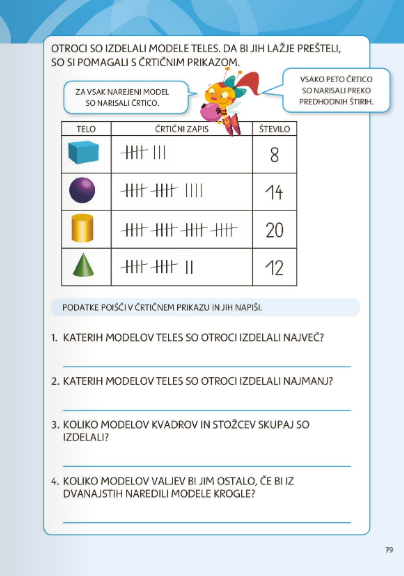 OTROCI SO IZDELALI MODELE TELES. DA BI JIH LAŽJE PREŠTELI,
SO SI POMAGALI S ČRTIČNIM PRIKAZOM.
ZA VSAK NAREJENI MODEL
SO NARISALI ČRTICO.
VSAKO PETO ČRTICO
SO NARISALI PREKO
PREDHODNIH ŠTIRIH.
TELO ČRTIČNI ZAPIS ŠTEVILO
8
14
20
12
PODATKE POIŠČI V ČRTIČNEM PRIKAZU IN JIH NAPIŠI.
1. KATERIH MODELOV TELES SO OTROCI IZDELALI NAJVEČ?
2. KATERIH MODELOV TELES SO OTROCI IZDELALI NAJMANJ?
3. KOLIKO MODELOV KVADROV IN STOŽCEV SKUPAJ SO
IZDELALI?
4. KOLIKO MODELOV VALJEV BI JIM OSTALO, ČE BI IZ
DVANAJSTIH NAREDILI MODELE KROGLE?
79